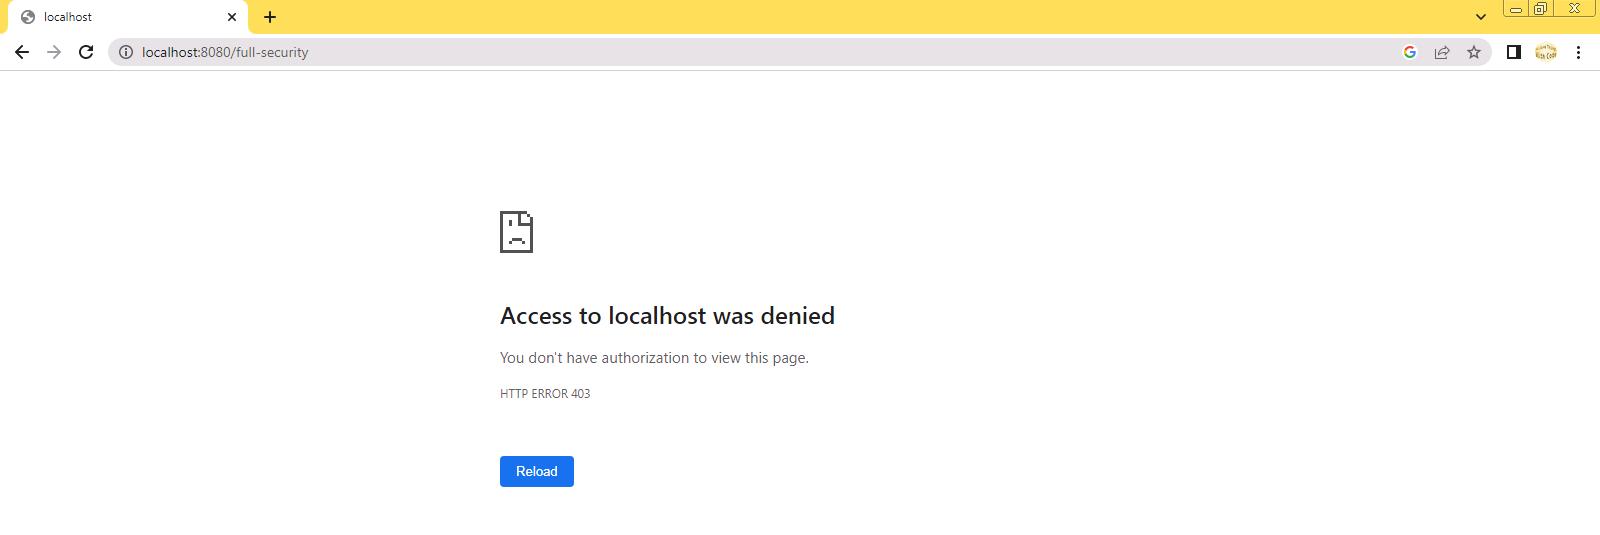 localhost
localhost:8080/full-security
Access to localhost was denied
You don't have authorization to view this page.
HTTP ERROR 403
Reload